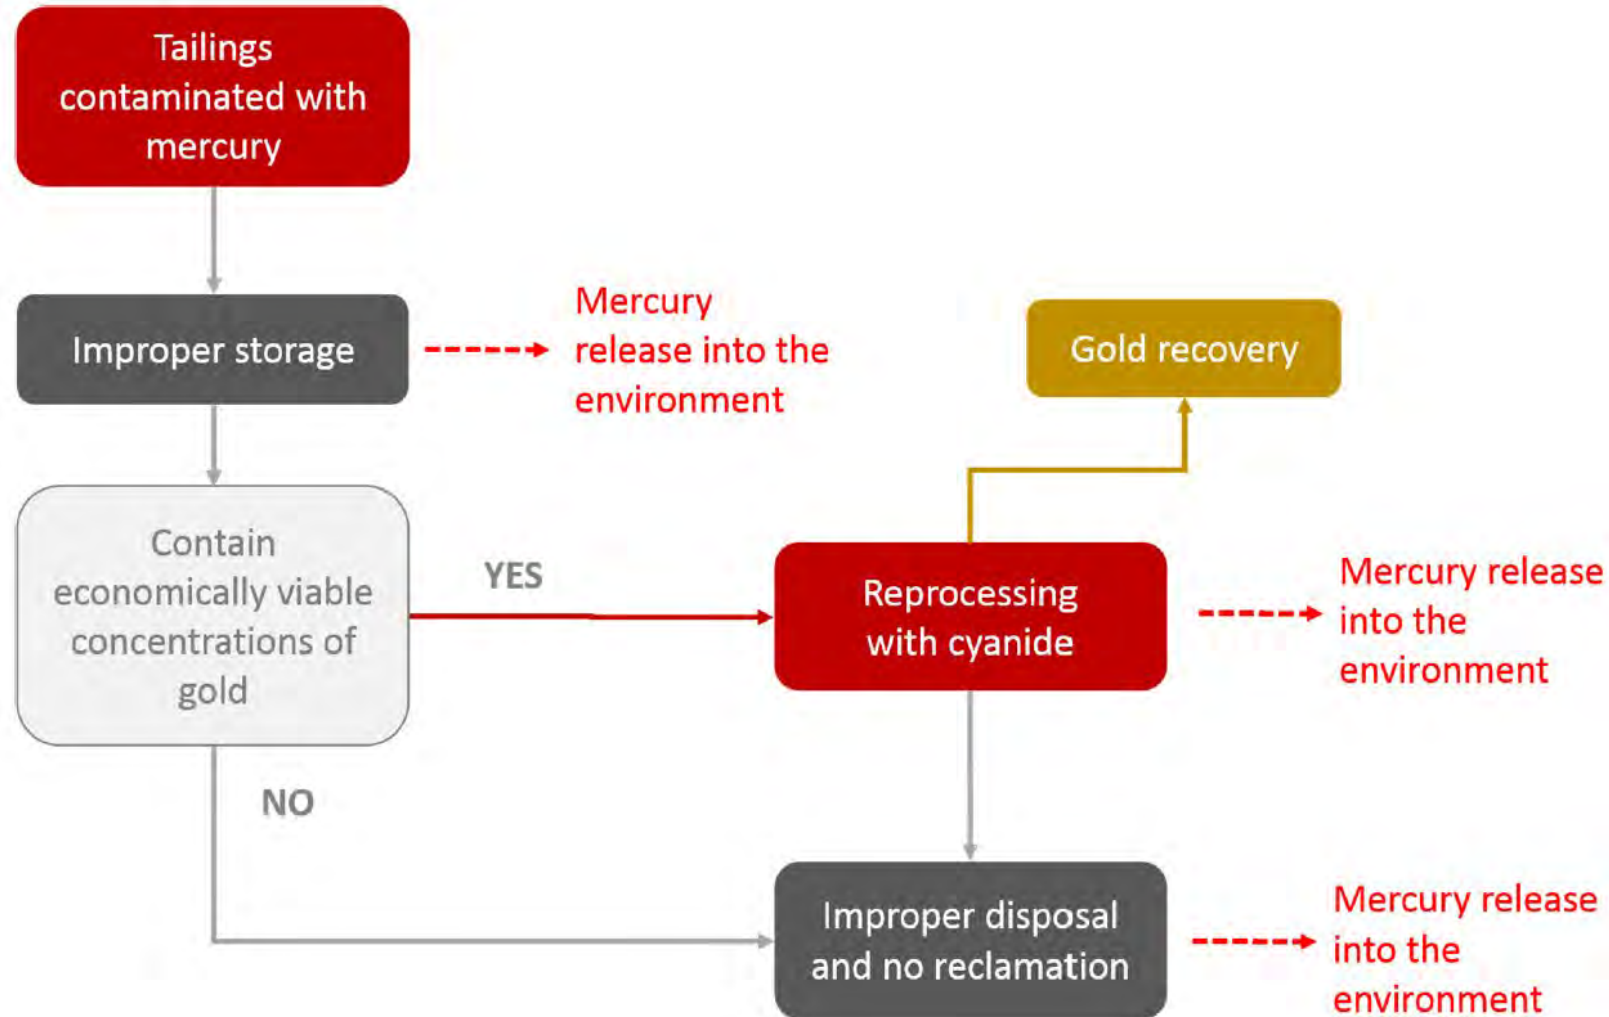 Tailings
contaminated with
mercury
Improper storage
Mercury
release into the
environment
Gold recovery
Contain
economically viable
concentrations of
gold
YES
Reprocessing
with cyanide
Mercury release
into the
environment
NO
Improper disposal
and no reclamation
Mercury release
into the
environment